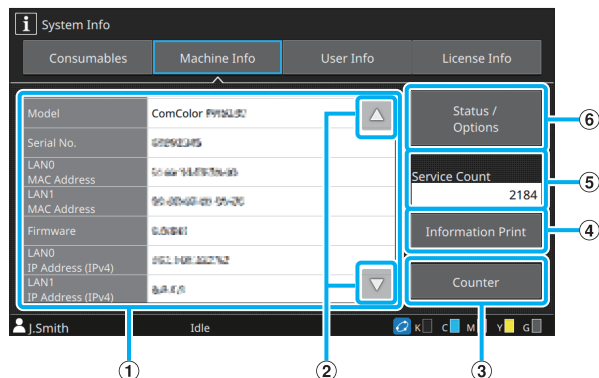 i System Info
Consumables Machine Info User Info License Info
Model ComColor
Serial No.
LAN0
MAC Address
LAN1
MAC Address
Firmware
LAN0
IP Address (IPv4)
LAN1
IP Address (IPv4)
Status /
Options
Service Count
2184
Information Print
Counter
J.Smith Idle K C M Y G
⑥
⑤
④
① ② ③